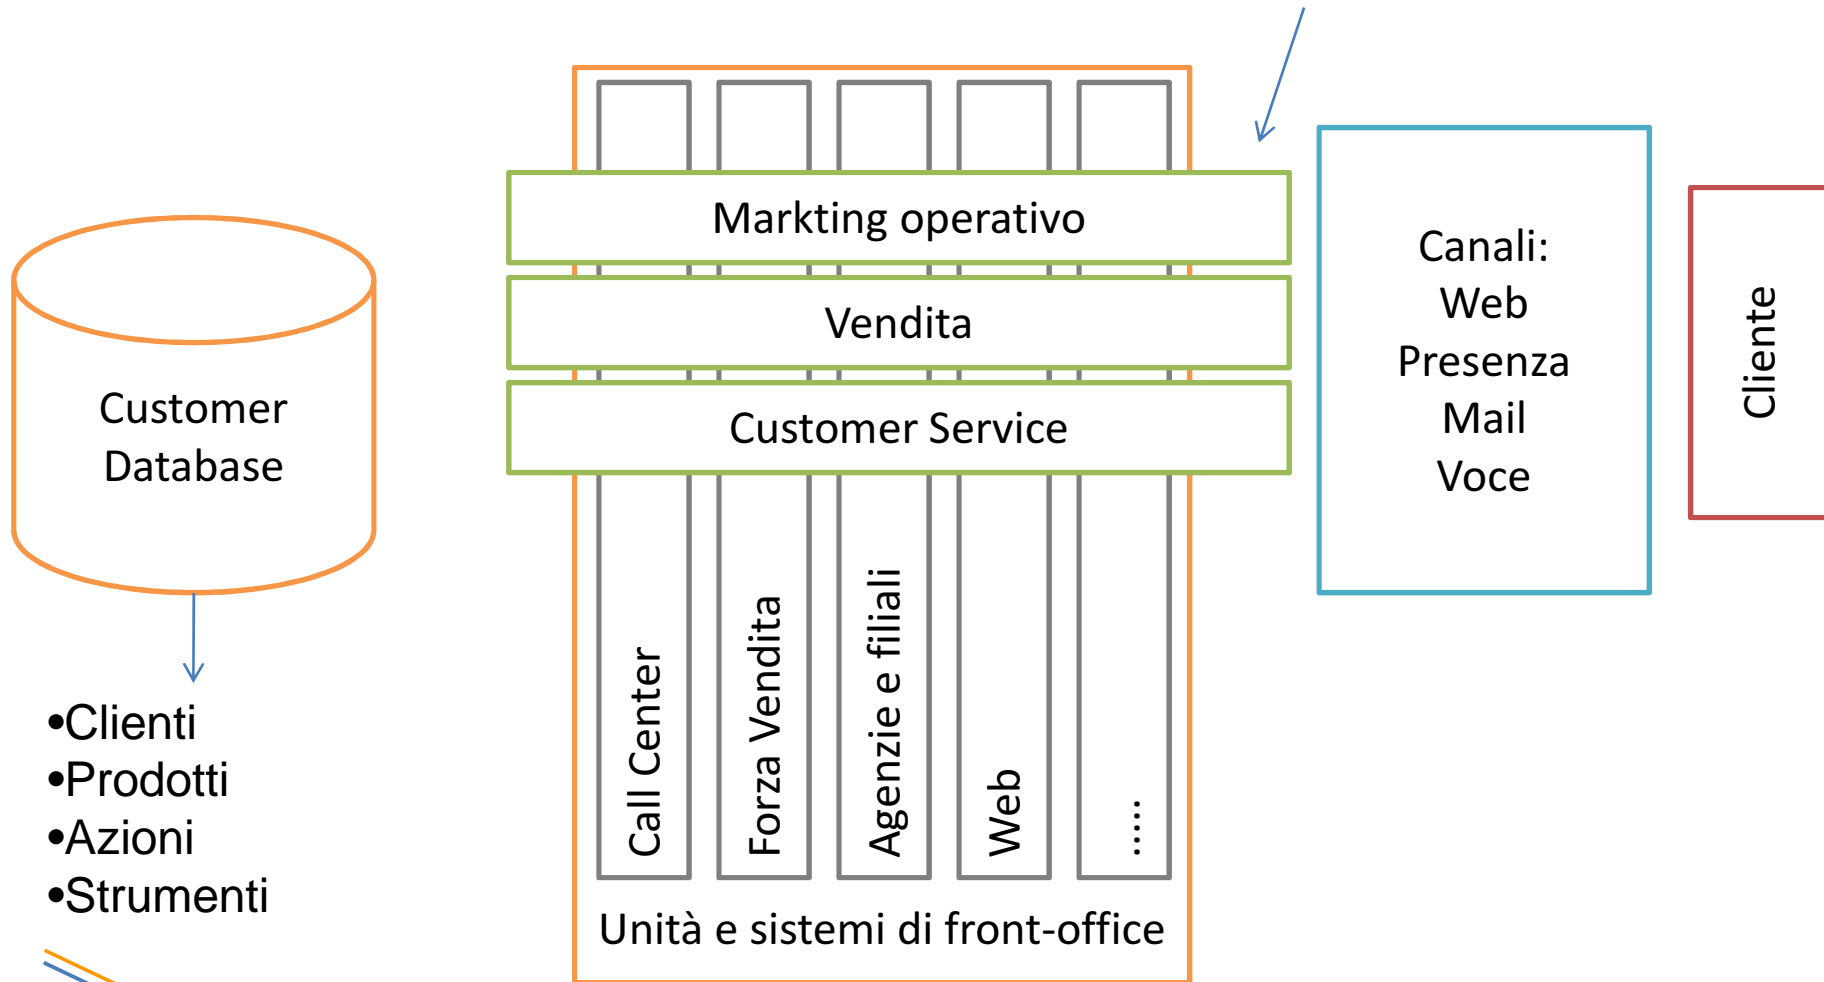 Customer
Database
•Clienti
•Prodotti
•Azioni
•Strumenti
Markting operativo
Vendita
Customer Service
Call Center
Forza Vendita
Agenzie e filiali
Web
.....
Unità e sistemi di front-office
Canali:
Web
Presenza
Mail
Voce
Cliente